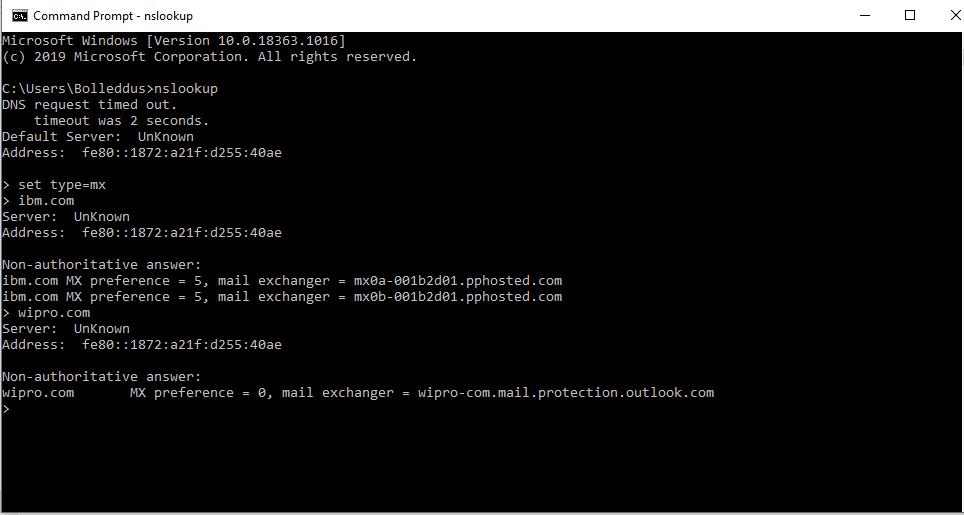 Command Prompt - nslookup
Microsoft Windows [Version 10.0.18363.1016]
(c) 2019 Microsoft Corporation. All rights reserved.
C:\Users\Bolleddus>nslookup
DNS request timed out.
    timeout was 2 seconds.
Default Server:  UnKnown
Address:  fe80::1872:a21f:d255:40ae
> set type=mx
> ibm.com
Server:  UnKnown
Address:  fe80::1872:a21f:d255:40ae
Non-authoritative answer:
ibm.com MX preference = 5, mail exchanger = mx0a-001b2d01.pphosted.com
ibm.com MX preference = 5, mail exchanger = mx0b-001b2d01.pphosted.com
> wipro.com
Server:  UnKnown
Address:  fe80::1872:a21f:d255:40ae
Non-authoritative answer:
wipro.com       MX preference = 0, mail exchanger = wipro-com.mail.protection.outlook.com
>